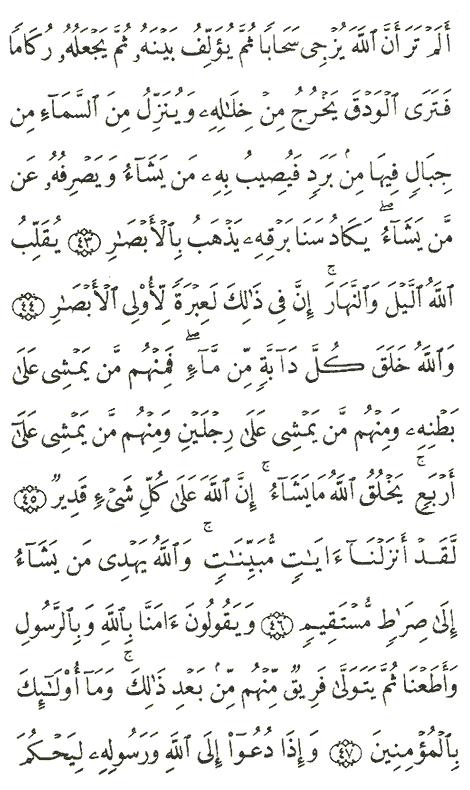 أَلَمْ تَرَ أَنَّ ٱللَّهَ يُزْجِى سَحَابًا ثُمَّ يُؤَلِّفُ بَيْنَهُۥ ثُمَّ يَجْعَلُهُۥ رُكَامًا
فَتَرَى ٱلْوَدْقَ يَخْرُجُ مِنْ خِلَٰلِهِۦ وَيُنَزِّلُ مِنَ ٱلسَّمَآءِ مِن
جِبَالٍ فِيهَا مِنۢ بَرَدٍ فَيُصِيبُ بِهِۦ مَن يَشَآءُ وَيَصْرِفُهُۥ عَن
مَّن يَشَآءُ ۖ يَكَادُ سَنَا بَرْقِهِۦ يَذْهَبُ بِٱلْأَبْصَٰرِ ﴿٤٣﴾ يُقَلِّبُ
ٱللَّهُ ٱلَّيْلَ وَٱلنَّهَارَ ۚ إِنَّ فِى ذَٰلِكَ لَعِبْرَةً لِّأُو۟لِى ٱلْأَبْصَٰرِ ﴿٤٤﴾
وَٱللَّهُ خَلَقَ كُلَّ دَآبَّةٍ مِّن مَّآءٍ ۖ فَمِنْهُم مَّن يَمْشِى عَلَىٰ
بَطْنِهِۦ وَمِنْهُم مَّن يَمْشِى عَلَىٰ رِجْلَيْنِ وَمِنْهُم مَّن يَمْشِى عَلَىٰٓ
أَرْبَعٍ ۚ يَخْلُقُ ٱللَّهُ مَا يَشَآءُ ۚ إِنَّ ٱللَّهَ عَلَىٰ كُلِّ شَىْءٍ قَدِيرٌ ﴿٤٥﴾
لَّقَدْ أَنزَلْنَآ ءَايَٰتٍ مُّبَيِّنَٰتٍ ۚ وَٱللَّهُ يَهْدِى مَن يَشَآءُ
إِلَىٰ صِرَٰطٍ مُّسْتَقِيمٍ ﴿٤٦﴾ وَيَقُولُونَ ءَامَنَّا بِٱللَّهِ وَبِٱلرَّسُولِ
وَأَطَعْنَا ثُمَّ يَتَوَلَّىٰ فَرِيقٌ مِّنْهُم مِّنۢ بَعْدِ ذَٰلِكَ ۚ وَمَآ أُو۟لَٰٓئِكَ
بِٱلْمُؤْمِنِينَ ﴿٤٧﴾ وَإِذَا دُعُوٓا۟ إِلَى ٱللَّهِ وَرَسُولِهِۦ لِيَحْكُمَ